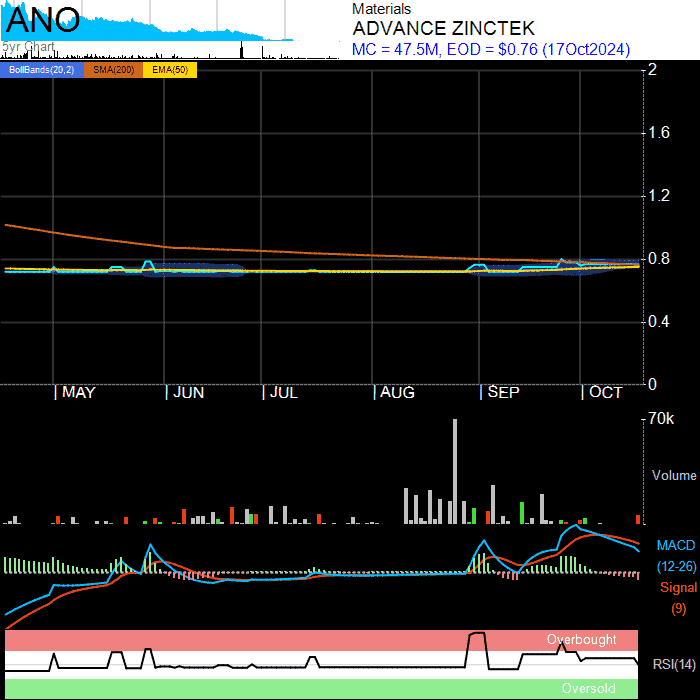 ANO
5yr Chart
Materials
ADVANCE ZINCTEK
MC = 47.5M, EOD = $0.76 (17Oct2024)
BollBands(20,2) SMA(200) EMA(50)
2
1.6
1.2
0.8
0.4
0
MAY JUN JUL AUG SEP OCT
70k
Volume
MACD
(12-26)
Signal
(9)
Overbought
RSI(14)
Oversold